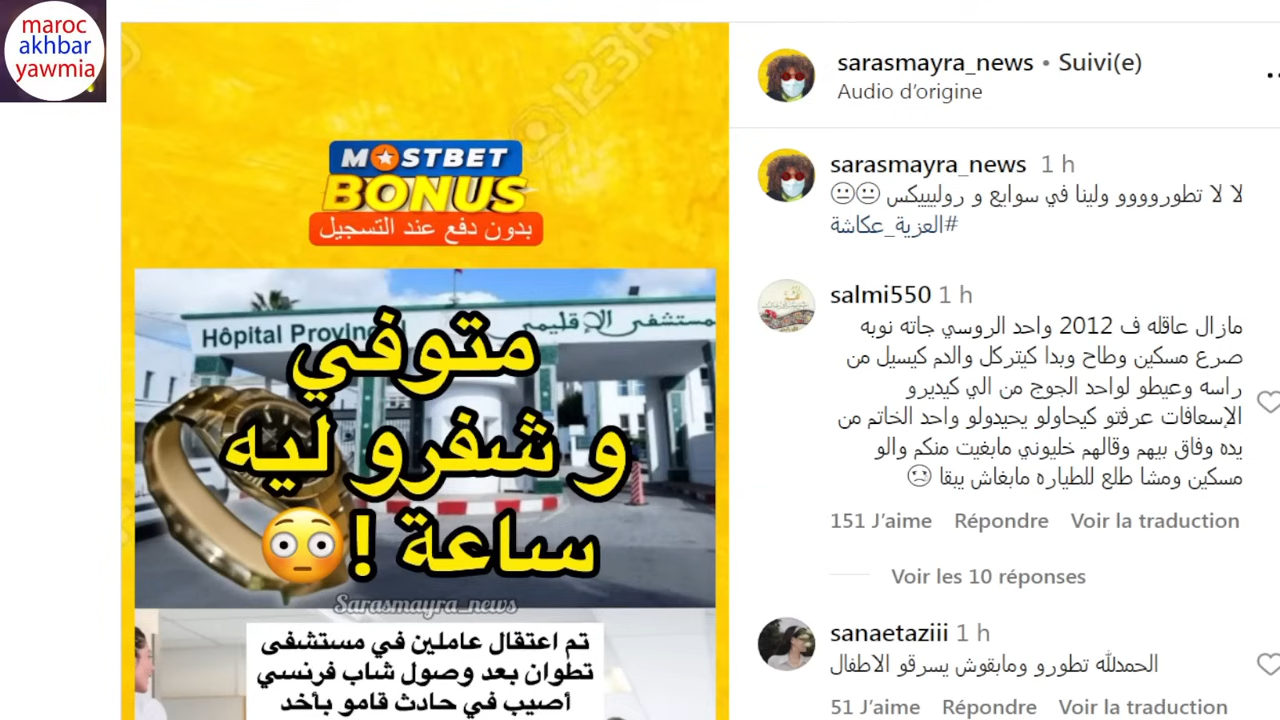 maroc
akhbar
yawmia
MOSTBET
BONUS
بدون دفع عند التسجيل
Hôpital Provincial
مستشفى الإقليمي
متوفي
و شفرو ليه
ساعة !😳
Sarasmayra_news
تم اعتقال عاملين في مستشفى
تطوان بعد وصول شاب فرنسي
أصيب في حادث قامو بأخد
sarasmayra_news • Suivi(e)
Audio d’origine
sarasmayra_news 1 h
لا لا تطوروووو ولينا في سوايع و روليييكس 😐😐
#العزية_عكاشة
salmi550 1 h
مازال عاقله ف 2012 واحد الروسي جاته نوبه
صرع مسكين وطاح وبدا كيتركل والدم كيسيل من
راسه وعيطو لواحد الجوج من الي كيديرو
الإسعافات عرفتو كيحاولو يحيدولو واحد الخاتم من
يده وفاق بيهم وقالهم خليوني مابغيت منكم والو
مسكين ومشا طلع للطياره مابغاش يبقا 😢
151 J’aime Répondre Voir la traduction
Voir les 10 réponses
sanaetaziii 1 h
الحمدلله تطورو ومابقوش يسرقو الاطفال
51 J’aime Répondre Voir la traduction